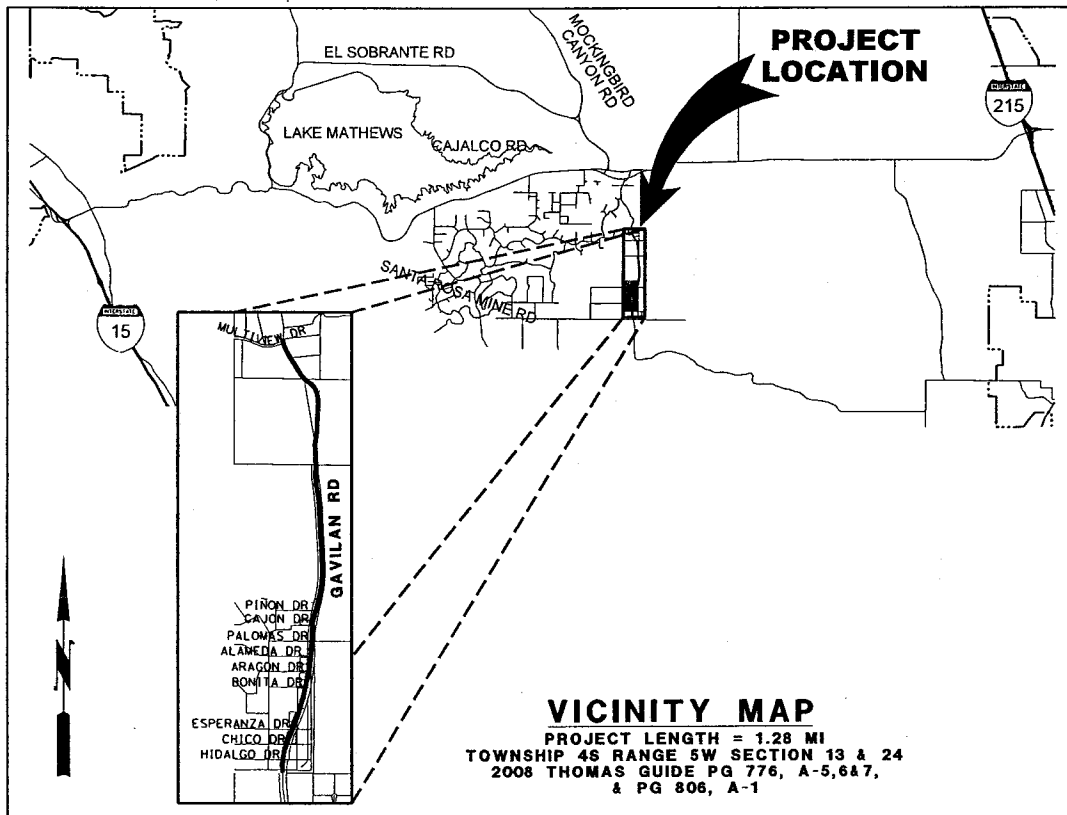 EL SOBRANTE RD
MOCKINGBIRD
CANYON RD
PROJECT
LOCATION
INTERSTATE
215
LAKE MATHEWS
CAJALCO RD
SANTA ROSA MINE RD
INTERSTATE
15
MULTIVIEW DR
GAVILAN RD
PIÑON DR
CAJON DR
PALOMAS DR
ALAMEDA DR
ARAGON DR
BONITA DR
ESPERANZA DR
CHICO DR
HIDALGO DR
N
VICINITY MAP
PROJECT LENGTH = 1.28 MI
TOWNSHIP 4S RANGE 5W SECTION 13 & 24
2008 THOMAS GUIDE PG 776, A-5,6&7,
& PG 806, A-1